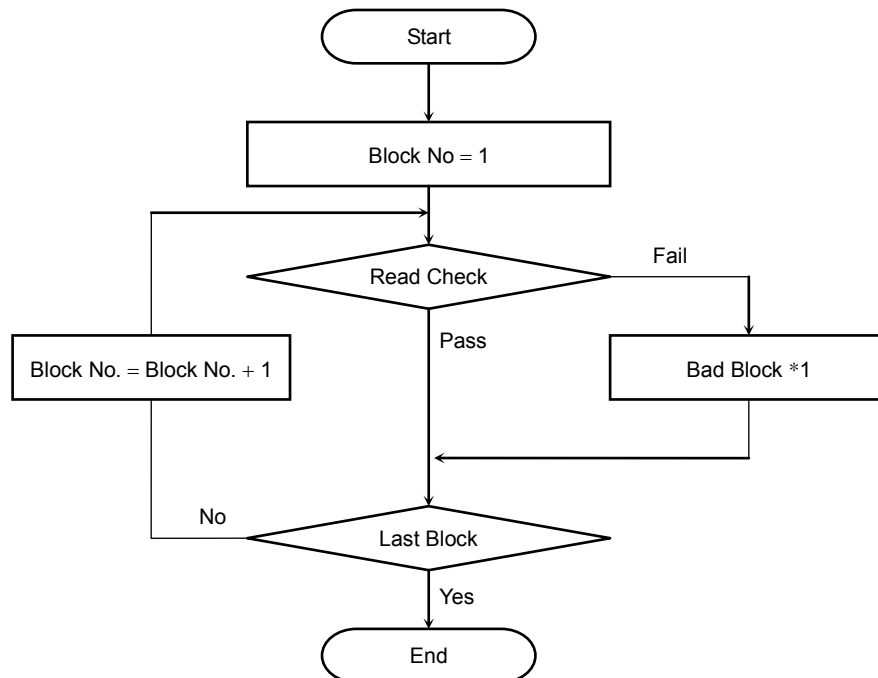 Start
Block No = 1
Read Check
Fail
Pass
Block No. = Block No. + 1
Bad Block *1
No
Last Block
Yes
End